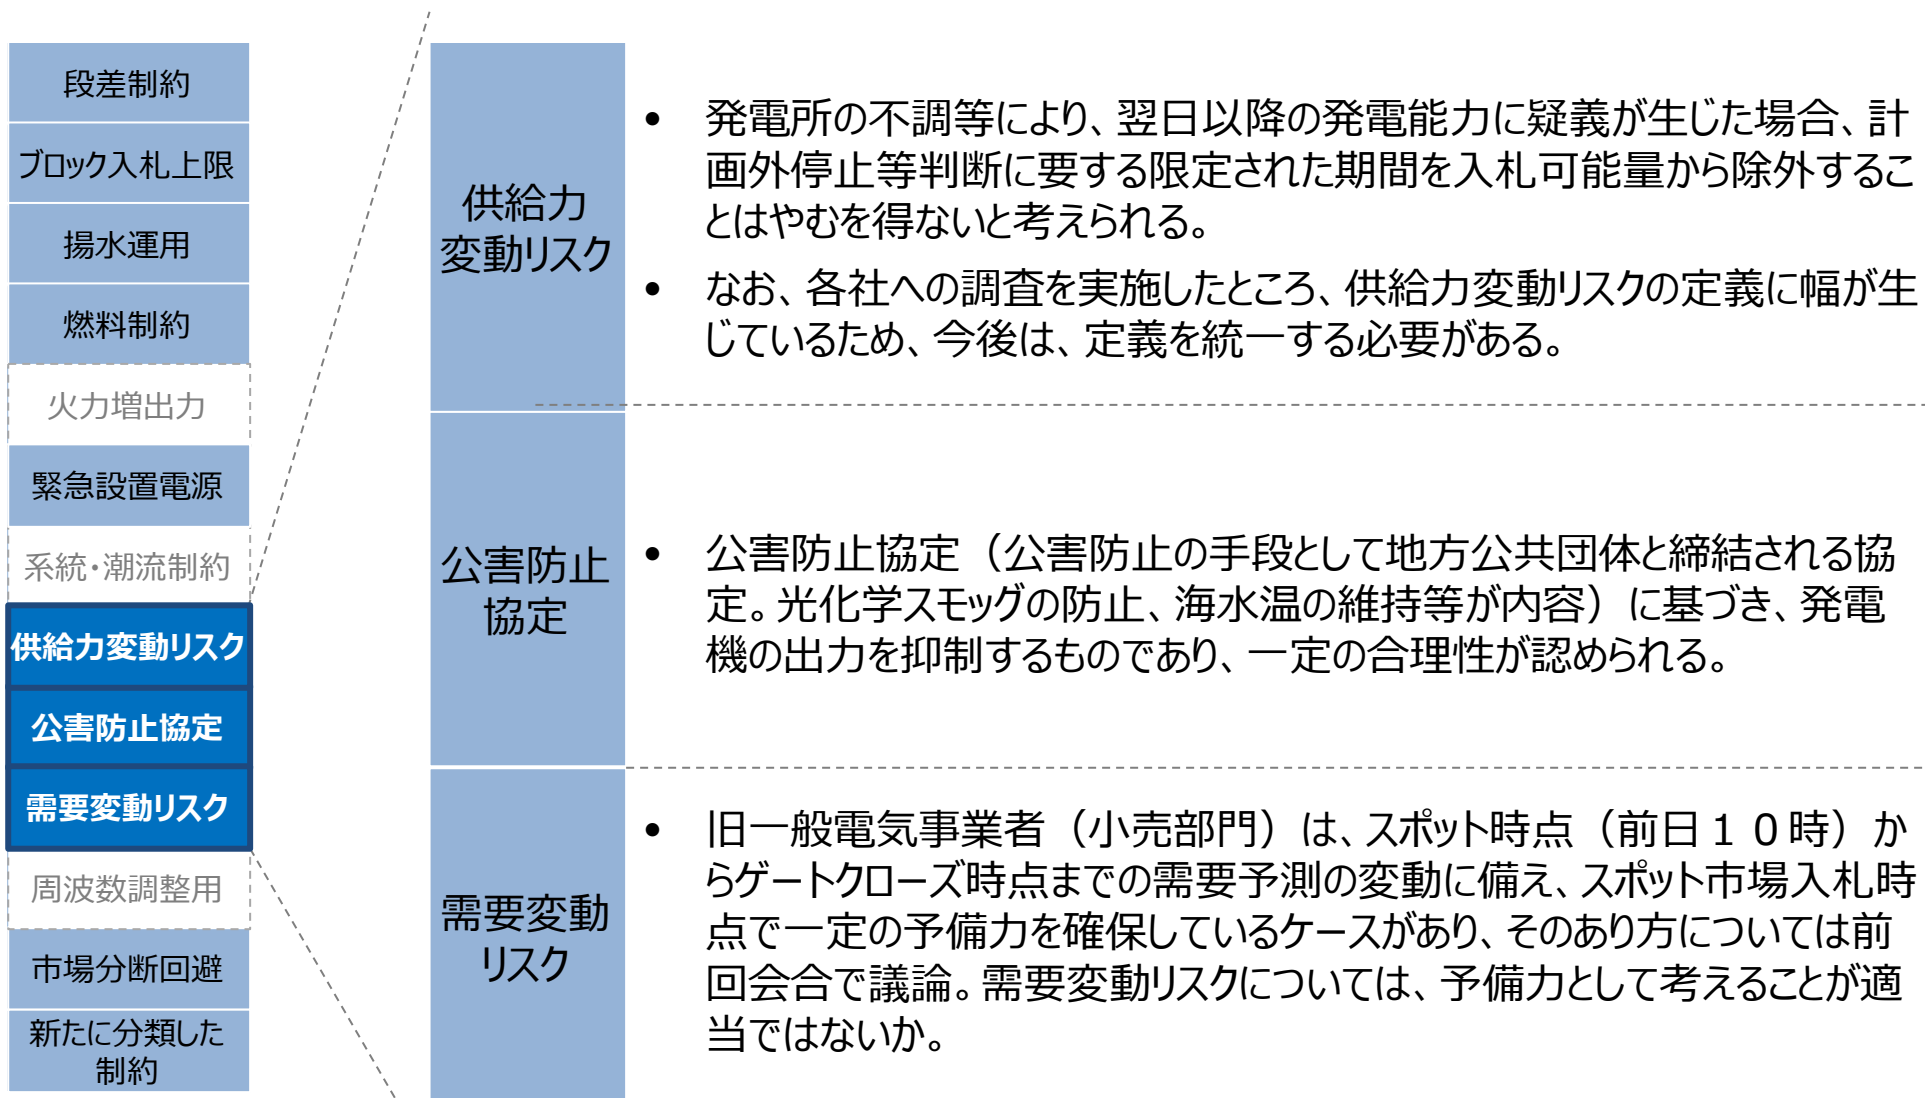 段差制約
ブロック入札上限
揚水運用
燃料制約
火力増出力
緊急設置電源
系統・潮流制約
供給力変動リスク
公害防止協定
需要変動リスク
周波数調整用
市場分断回避
新たに分類した
制約
供給力
変動リスク
• 発電所の不調等により、翌日以降の発電能力に疑義が生じた場合、計
画外停止等判断に要する限定された期間を入札可能量から除外するこ
とはやむを得ないと考えられる。
• なお、各社への調査を実施したところ、供給力変動リスクの定義に幅が生
じているため、今後は、定義を統一する必要がある。
公害防止
協定
• 公害防止協定（公害防止の手段として地方公共団体と締結される協
定。光化学スモッグの防止、海水温の維持等が内容）に基づき、発電
機の出力を抑制するものであり、一定の合理性が認められる。
需要変動
リスク
• 旧一般電気事業者（小売部門）は、スポット時点（前日１０時）か
らゲートクローズ時点までの需要予測の変動に備え、スポット市場入札時
点で一定の予備力を確保しているケースがあり、そのあり方については前
回会合で議論。需要変動リスクについては、予備力として考えることが適
当ではないか。